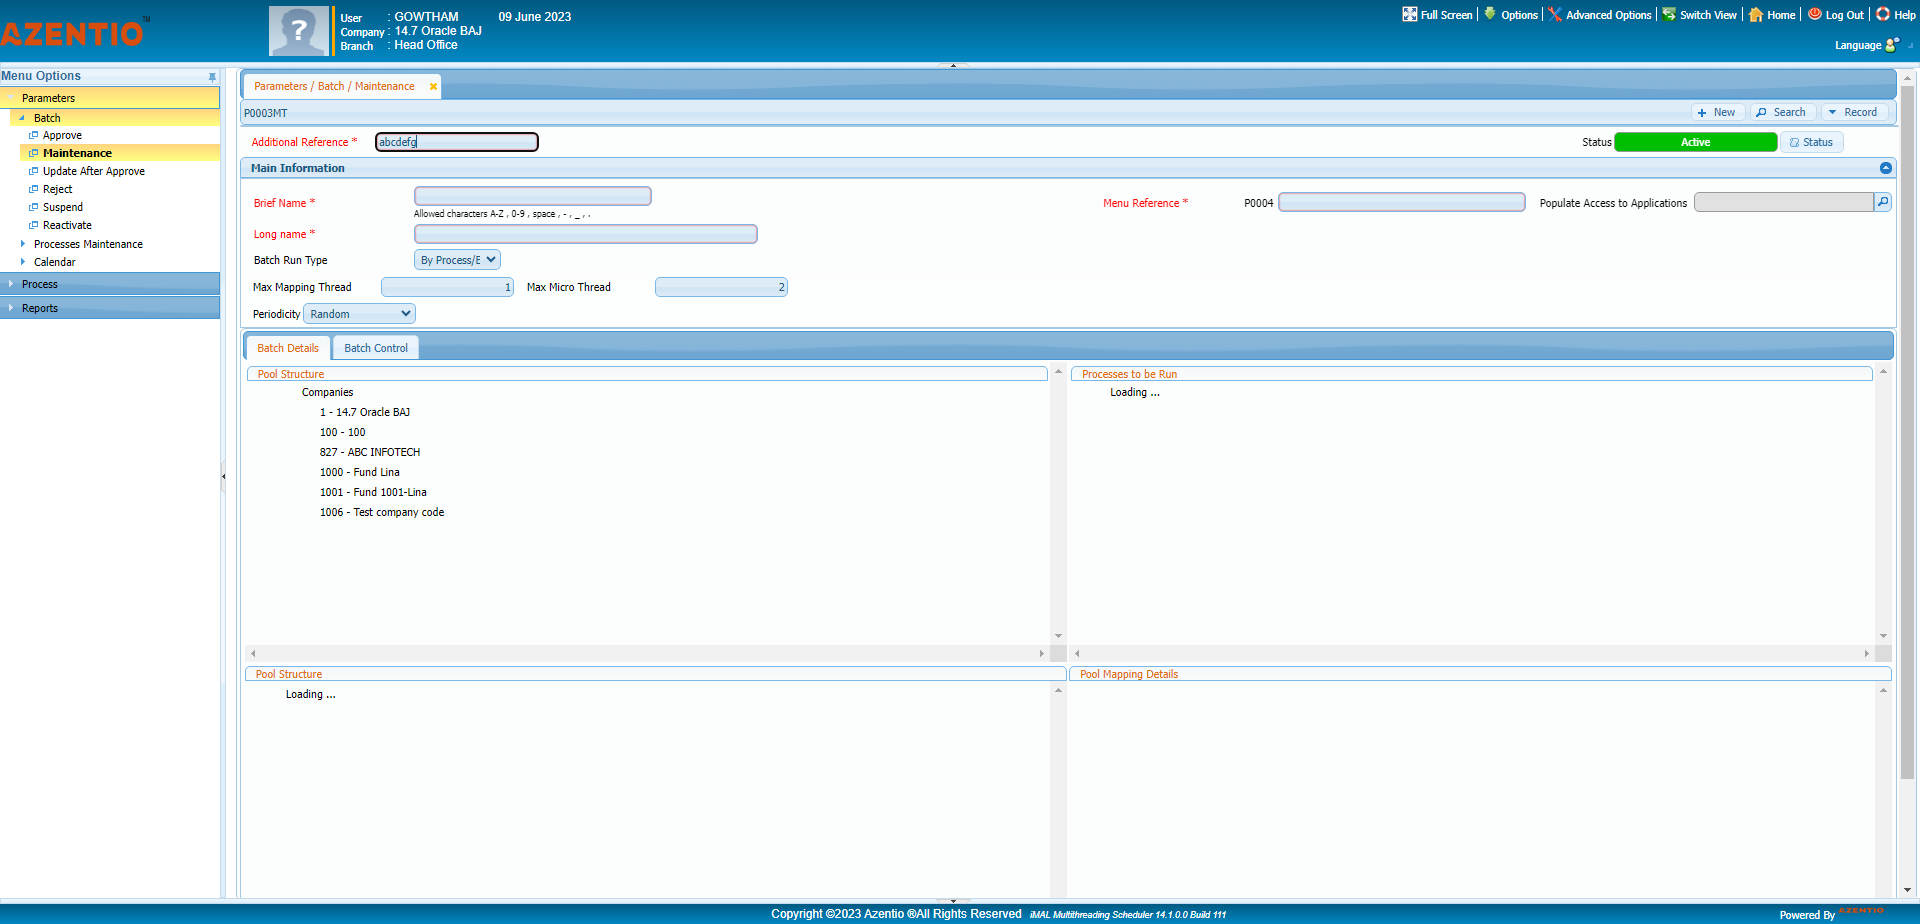 AZENTIO™
User : GOWTHAM 09 June 2023
Company : 14.7 Oracle BAJ
Branch : Head Office
Full Screen Options Advanced Options Switch View Home Log Out Help
Language
Menu Options
Parameters
Batch
Approve
Maintenance
Update After Approve
Reject
Suspend
Reactivate
Processes Maintenance
Calendar
Process
Reports
Parameters / Batch / Maintenance
P0003MT
New Search Record
Additional Reference * abcdefg
Status Active Status
Main Information
Brief Name *
Allowed characters A-Z , 0-9 , space , - , _ , .
Menu Reference * P0004 Populate Access to Applications
Long name *
Batch Run Type By Process/E
Max Mapping Thread 1 Max Micro Thread 2
Periodicity Random
Batch Details Batch Control
Pool Structure
Companies
1 - 14.7 Oracle BAJ
100 - 100
827 - ABC INFOTECH
1000 - Fund Lina
1001 - Fund 1001-Lina
1006 - Test company code
Processes to be Run
Loading ...
Pool Structure
Loading ...
Pool Mapping Details
Copyright ©2023 Azentio ®All Rights Reserved iMAL Multithreading Scheduler 14.1.0.0 Build 111
Powered By AZENTIO